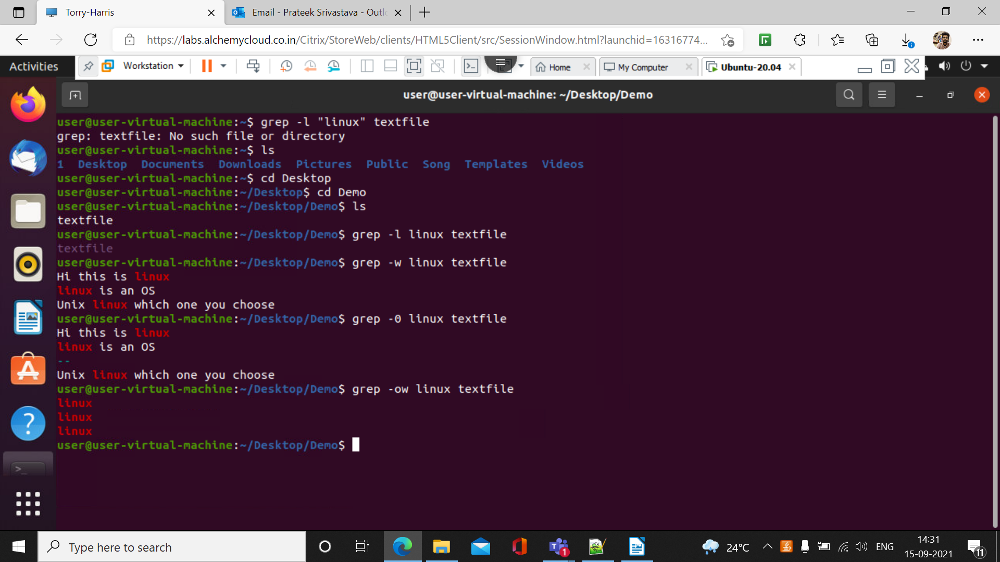 Torry-Harris
Email - Prateek Srivastava - Outl
https://labs.alchemycloud.co.in/Citrix/StoreWeb/clients/HTML5Client/src/SessionWindow.html?launchid=16316774...
Activities
Workstation
Home
My Computer
Ubuntu-20.04
user@user-virtual-machine: ~/Desktop/Demo
user@user-virtual-machine:~$ grep -l "linux" textfile
grep: textfile: No such file or directory
user@user-virtual-machine:~$ ls
1 Desktop Documents Downloads Pictures Public Song Templates Videos
user@user-virtual-machine:~$ cd Desktop
user@user-virtual-machine:~/Desktop$ cd Demo
user@user-virtual-machine:~/Desktop/Demo$ ls
textfile
user@user-virtual-machine:~/Desktop/Demo$ grep -l linux textfile
textfile
user@user-virtual-machine:~/Desktop/Demo$ grep -w linux textfile
Hi this is linux
linux is an OS
Unix linux which one you choose
user@user-virtual-machine:~/Desktop/Demo$ grep -0 linux textfile
Hi this is linux
linux is an OS
--
Unix linux which one you choose
user@user-virtual-machine:~/Desktop/Demo$ grep -ow linux textfile
linux
linux
linux
user@user-virtual-machine:~/Desktop/Demo$
Type here to search
1
24°C
ENG
14:31
15-09-2021
11